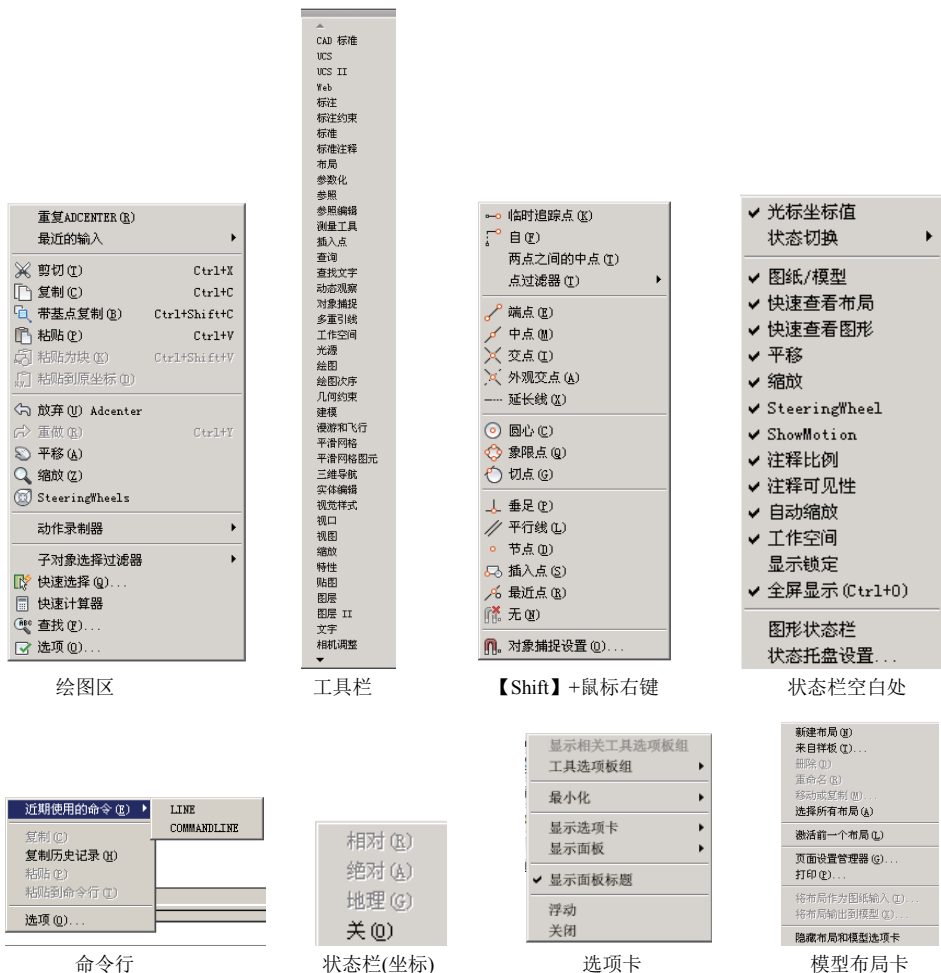 重复ADCENTER(R)
最近的输入
剪切(T) Ctrl+X
复制(C) Ctrl+C
带基点复制(B) Ctrl+Shift+C
粘贴(P) Ctrl+V
粘贴为块(K) Ctrl+Shift+V
粘贴到原坐标(D)
放弃(U) Adcenter
重做(R) Ctrl+Y
平移(A)
缩放(Z)
SteeringWheels
动作录制器
子对象选择过滤器
快速选择(Q)...
快速计算器
查找(F)...
选项(O)...
绘图区
CAD 标准
UCS
UCS II
Web
标注
标注约束
标准
标准注释
布局
参数化
参照
参照编辑
测量工具
插入点
查询
查找文字
动态观察
对象捕捉
多重引线
工作空间
光源
绘图
绘图次序
几何约束
建模
漫游和飞行
平滑网格
平滑网格图元
三维导航
实体编辑
视觉样式
视口
视图
缩放
特性
贴图
图层
图层 II
文字
相机调整
工具栏
临时追踪点(K)
自(F)
两点之间的中点(T)
点过滤器(T)
端点(E)
中点(M)
交点(I)
外观交点(A)
延长线(X)
圆心(C)
象限点(Q)
切点(G)
垂足(P)
平行线(L)
节点(D)
插入点(S)
最近点(R)
无(N)
对象捕捉设置(O)...
【Shift】+鼠标右键
光标坐标值
状态切换
图纸/模型
快速查看布局
快速查看图形
平移
缩放
SteeringWheel
ShowMotion
注释比例
注释可见性
自动缩放
工作空间
显示锁定
全屏显示(Ctrl+0)
图形状态栏
状态托盘设置...
状态栏空白处
近期使用的命令(E) LINE
COMMANDLINE
复制(C)
复制历史记录(H)
粘贴(P)
粘贴到命令行(T)
选项(O)...
命令行
相对(R)
绝对(A)
地理(G)
关(O)
状态栏(坐标)
显示相关工具选项板组
工具选项板组
最小化
显示选项卡
显示面板
显示面板标题
浮动
关闭
选项卡
新建布局(N)
来自样板(T)...
删除(D)
重命名(R)
移动或复制(M)...
选择所有布局(A)
激活前一个布局(L)
页面设置管理器(G)...
打印(P)...
将布局作为图纸输入(I)...
将布局输出到模型(X)...
隐藏布局和模型选项卡
模型布局卡